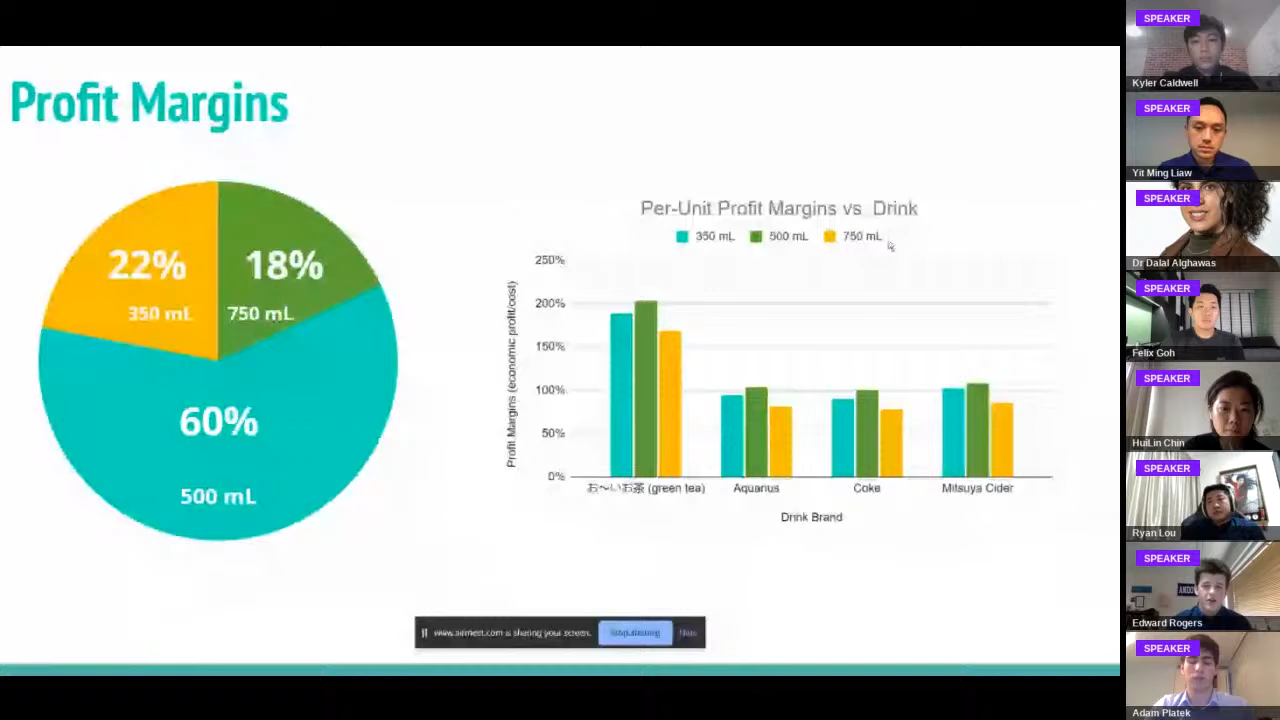 Profit Margins
22%
18%
350 mL
750 mL
60%
500 mL
Per-Unit Profit Margins vs. Drink
350 mL 500 mL 750 mL
Profit Margins (economic profit/cost)
250%
200%
150%
100%
50%
0%
お〜いお茶 (green tea) Aquarius Coke Mitsuya Cider
Drink Brand
is sharing your screen. Stop sharing Hide
SPEAKER
Kyler Caldwell
SPEAKER
Yit Ming Liaw
SPEAKER
Dr Dalal Alghawas
SPEAKER
Felix Goh
SPEAKER
HuiLin Chin
SPEAKER
Ryan Lou
SPEAKER
Edward Rogers
SPEAKER
Adam Platek